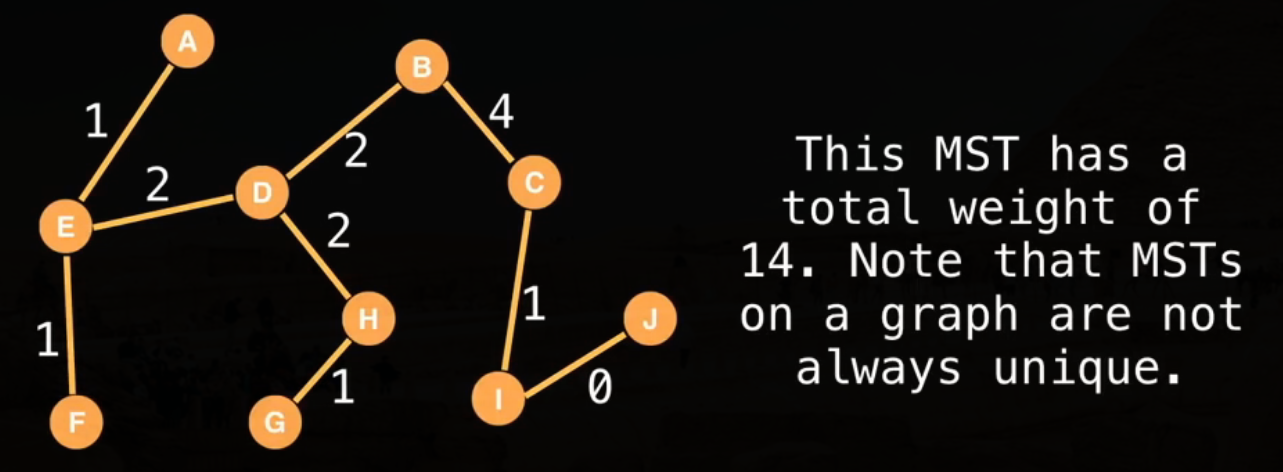 A
B
1
4
2
2
D
C
E
2
H
1
J
1
I
0
1
F
G
This MST has a
total weight of
14. Note that MSTs
on a graph are not
always unique.